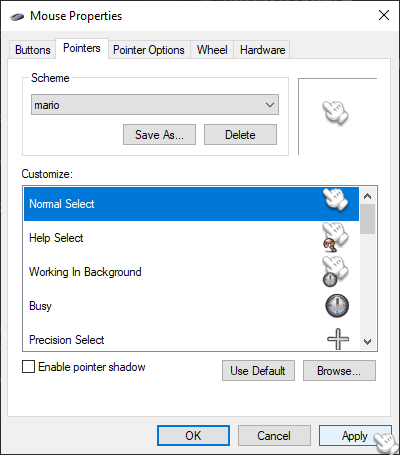 Mouse Properties
Buttons Pointers Pointer Options Wheel Hardware
Scheme
mario
Save As... Delete
Customize:
Normal Select
Help Select
Working In Background
Busy
Precision Select
Enable pointer shadow Use Default Browse...
OK Cancel Apply